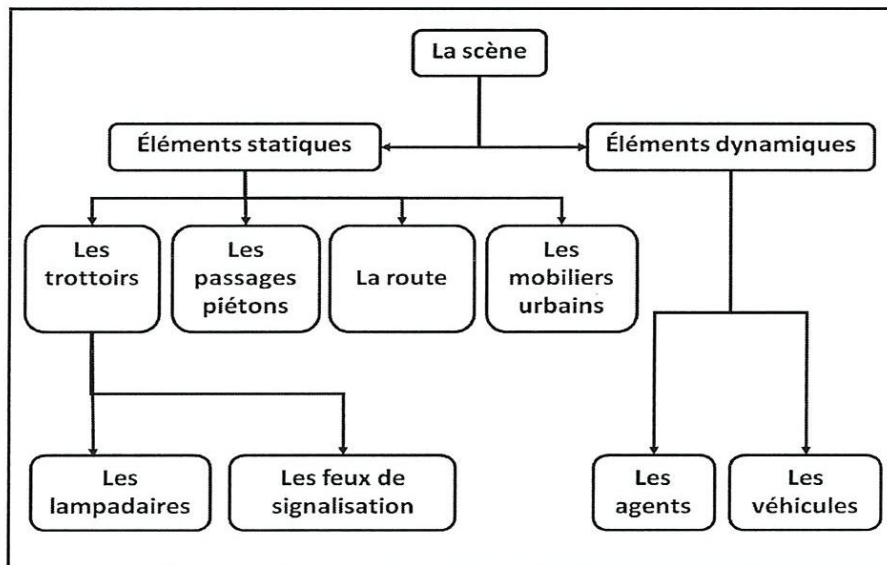 La scène
Éléments statiques
Éléments dynamiques
Les
trottoirs
Les
passages
piétons
La route
Les
mobiliers
urbains
Les
lampadaires
Les feux de
signalisation
Les
agents
Les
véhicules